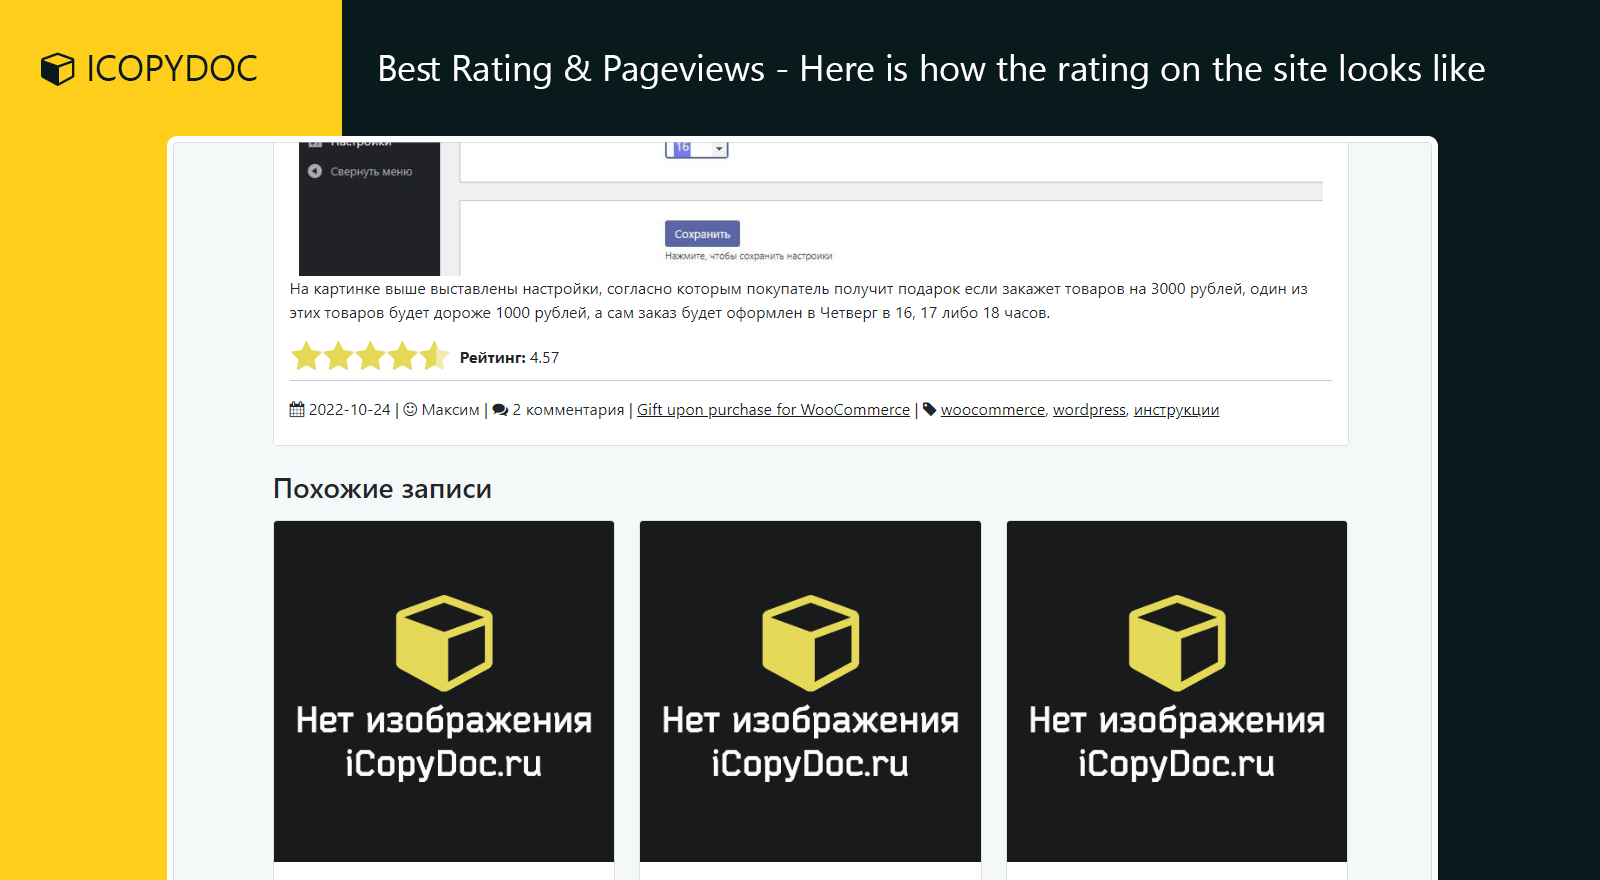 ICOPYDOC
Best Rating & Pageviews - Here is how the rating on the site looks like
Настройки
16
Свернуть меню
Сохранить
Нажмите, чтобы сохранить настройки
На картинке выше выставлены настройки, согласно которым покупатель получит подарок если закажет товаров на 3000 рублей, один из
этих товаров будет дороже 1000 рублей, а сам заказ будет оформлен в Четверг в 16, 17 либо 18 часов.
Рейтинг: 4.57
2022-10-24 | Максим | 2 комментария | Gift upon purchase for WooCommerce | woocommerce, wordpress, инструкции
Похожие записи
Нет изображения
iCopyDoc.ru
Нет изображения
iCopyDoc.ru
Нет изображения
iCopyDoc.ru